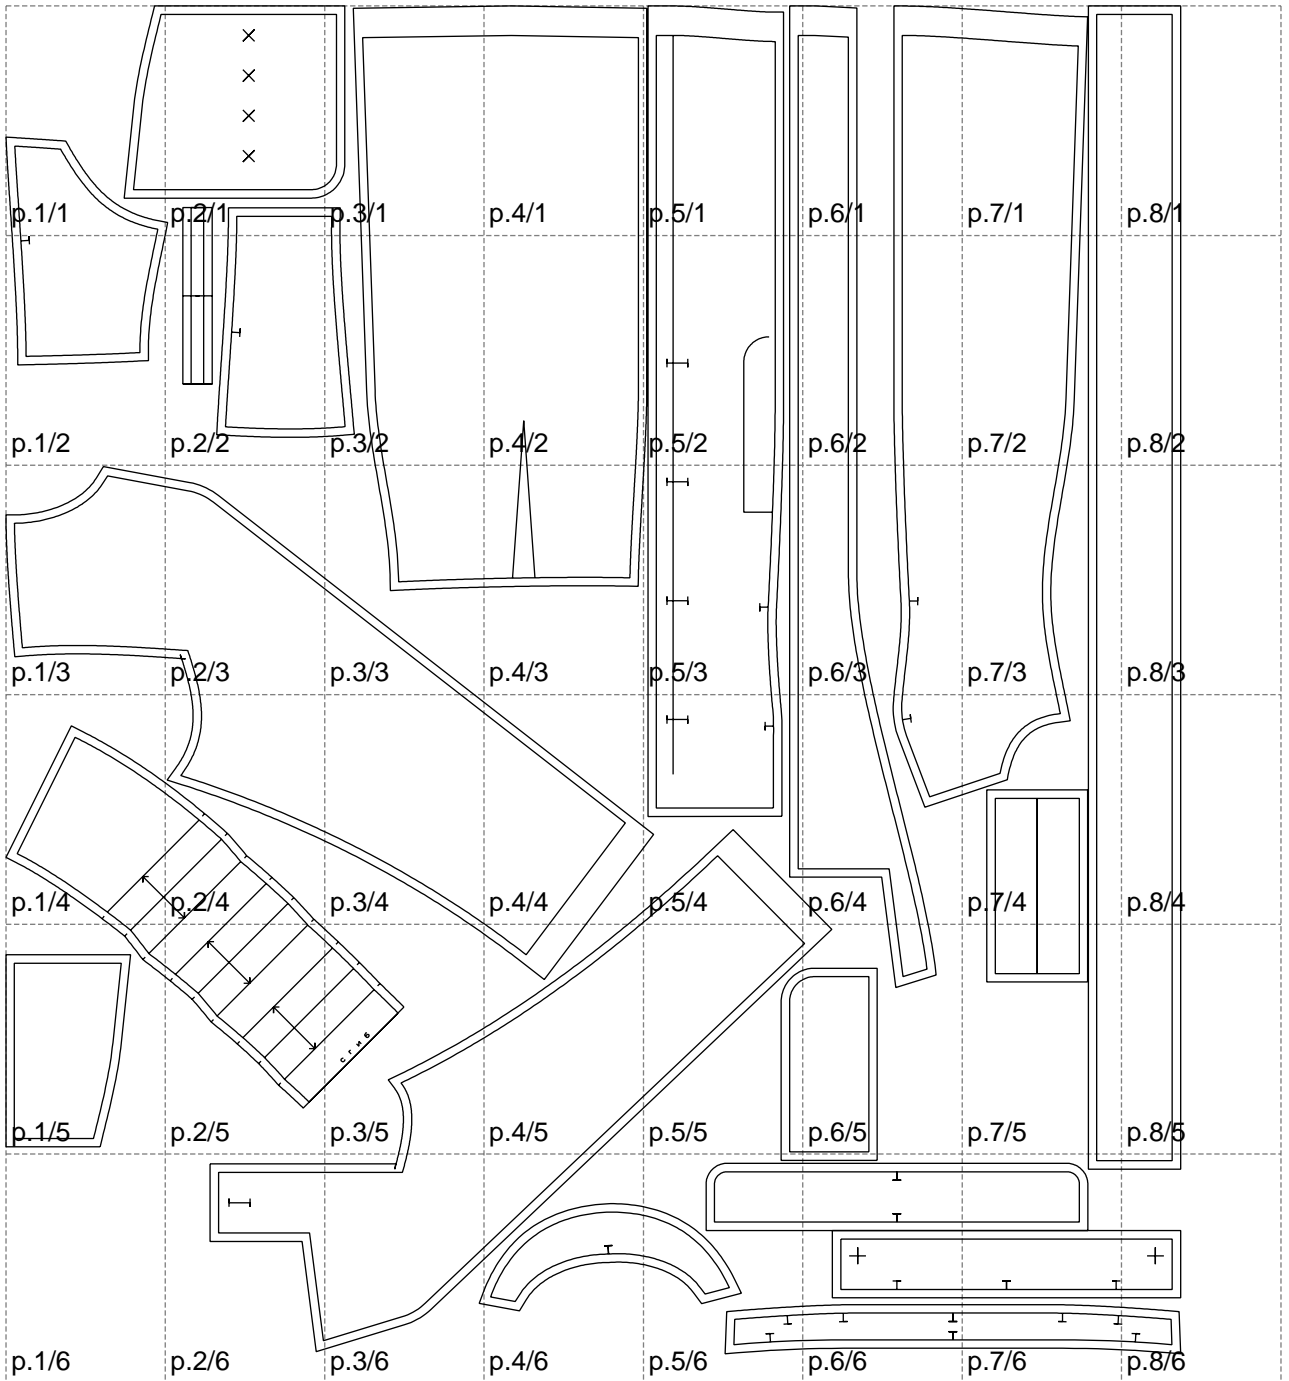 p.1/1 p.2/1 p.3/1 p.4/1 p.5/1 p.6/1 p.7/1 p.8/1
p.1/2 p.2/2 p.3/2 p.4/2 p.5/2 p.6/2 p.7/2 p.8/2
p.1/3 p.2/3 p.3/3 p.4/3 p.5/3 p.6/3 p.7/3 p.8/3
p.1/4 p.2/4 p.3/4 p.4/4 p.5/4 p.6/4 p.7/4 p.8/4
сгиб
p.1/5 p.2/5 p.3/5 p.4/5 p.5/5 p.6/5 p.7/5 p.8/5
p.1/6 p.2/6 p.3/6 p.4/6 p.5/6 p.6/6 p.7/6 p.8/6